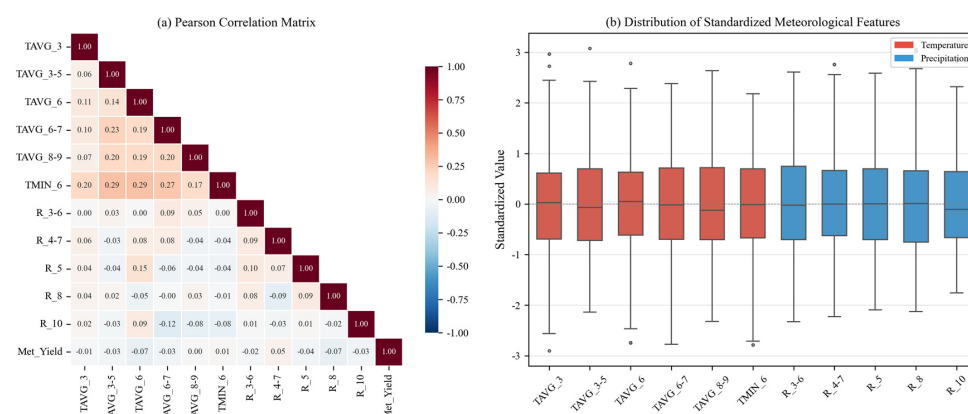 (a) Pearson Correlation Matrix
TAVG_3
1.00
TAVG_3-5
0.06 1.00
TAVG_6
0.11 0.14 1.00
TAVG_6-7
0.10 0.23 0.19 1.00
TAVG_8-9
0.07 0.20 0.19 0.20 1.00
TMIN_6
0.20 0.29 0.29 0.27 0.17 1.00
R_3-6
0.00 0.03 0.00 0.09 0.05 0.00 1.00
R_4-7
0.06 -0.03 0.08 0.08 -0.04 -0.04 0.09 1.00
R_5
0.04 -0.04 0.15 -0.06 -0.04 -0.04 0.10 0.07 1.00
R_8
0.04 0.02 -0.05 -0.00 0.03 -0.01 0.08 -0.09 0.09 1.00
R_10
0.02 -0.03 0.09 -0.12 -0.08 -0.08 0.01 -0.03 0.01 -0.02 1.00
Met_Yield
-0.01 -0.03 -0.07 -0.03 0.00 0.01 -0.02 0.05 -0.04 -0.07 -0.03 1.00
TAVG_3
AVG_3-5
TAVG_6
AVG_6-7
AVG_8-9
TMIN_6
R_3-6
R_4-7
R_5
R_8
R_10
Met_Yield
1.00
0.75
0.50
0.25
0.00
-0.25
-0.50
-0.75
-1.00
(b) Distribution of Standardized Meteorological Features
Temperature
Precipitation
Standardized Value
3
2
1
0
-1
-2
-3
TAVG_3
TAVG_3-5
TAVG_6
TAVG_6-7
TAVG_8-9
TMIN_6
R_3-6
R_4-7
R_5
R_8
R_10